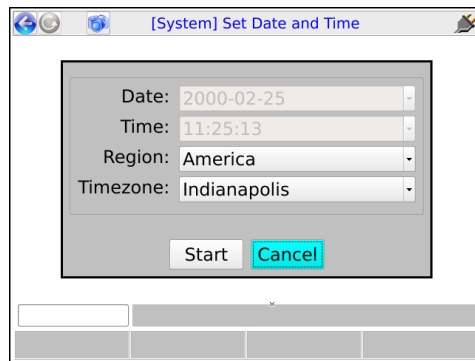 [System] Set Date and Time
Date: 2000-02-25
Time: 11:25:13
Region: America
Timezone: Indianapolis
Start Cancel